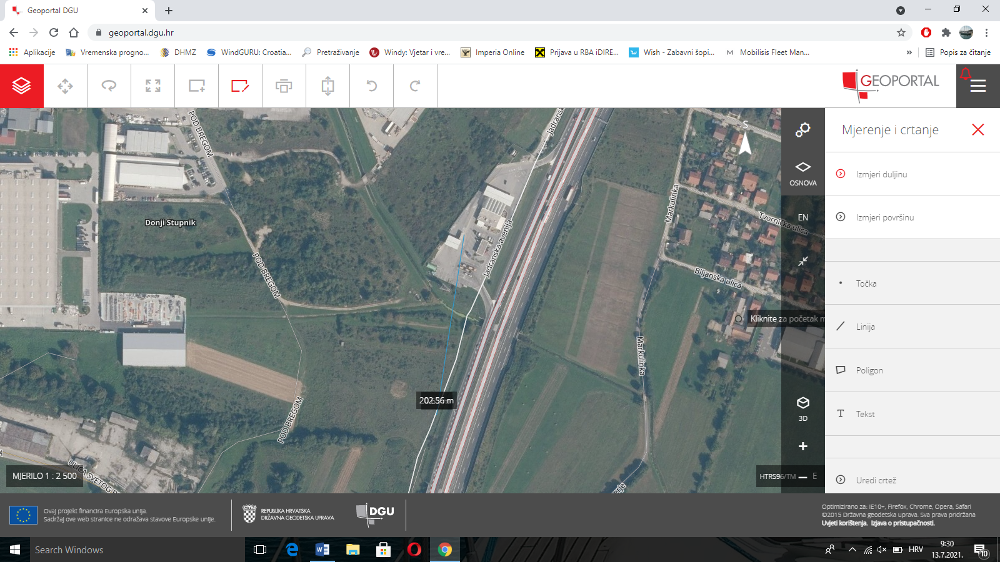 Geoportal DGU
geoportal.dgu.hr
Aplikacije
Vremenska progno...
DHMZ
WindGURU: Croatia...
Pretraživanje
Windy: Vjetar i vre...
Imperia Online
Prijava u RBA iDIRE...
Wish - Zabavni šopi...
Mobilisis Fleet Man...
Popis za čitanje
GEOPORTAL
Mjerenje i crtanje
Izmjeri duljinu
Izmjeri površinu
Točka
Linija
Poligon
Tekst
Uredi crtež
S
OSNOVA
EN
3D
HTRS96/TM
E
Kliknite za početak m
POD BREGOM
Donji Stupnik
POD BREGOM
POD BREGOM
Jadranska
Jadranska avenija
Markulinka
Tvornička ulica
Biljanska ulica
Markulinka
202,56 m
MJERILO 1 : 2 500
Ovaj projekt financira Europska unija.
Sadržaj ove web stranice ne odražava stavove Europske unije.
REPUBLIKA HRVATSKA
DRŽAVNA GEODETSKA UPRAVA
DGU
Optimizirano za: IE10+, Firefox, Chrome, Opera, Safari
©2015 Državna geodetska uprava. Sva prava pridržana
Uvjeti korištenja. Izjava o pristupačnosti.
Search Windows
HRV
9:30
13.7.2021.
10